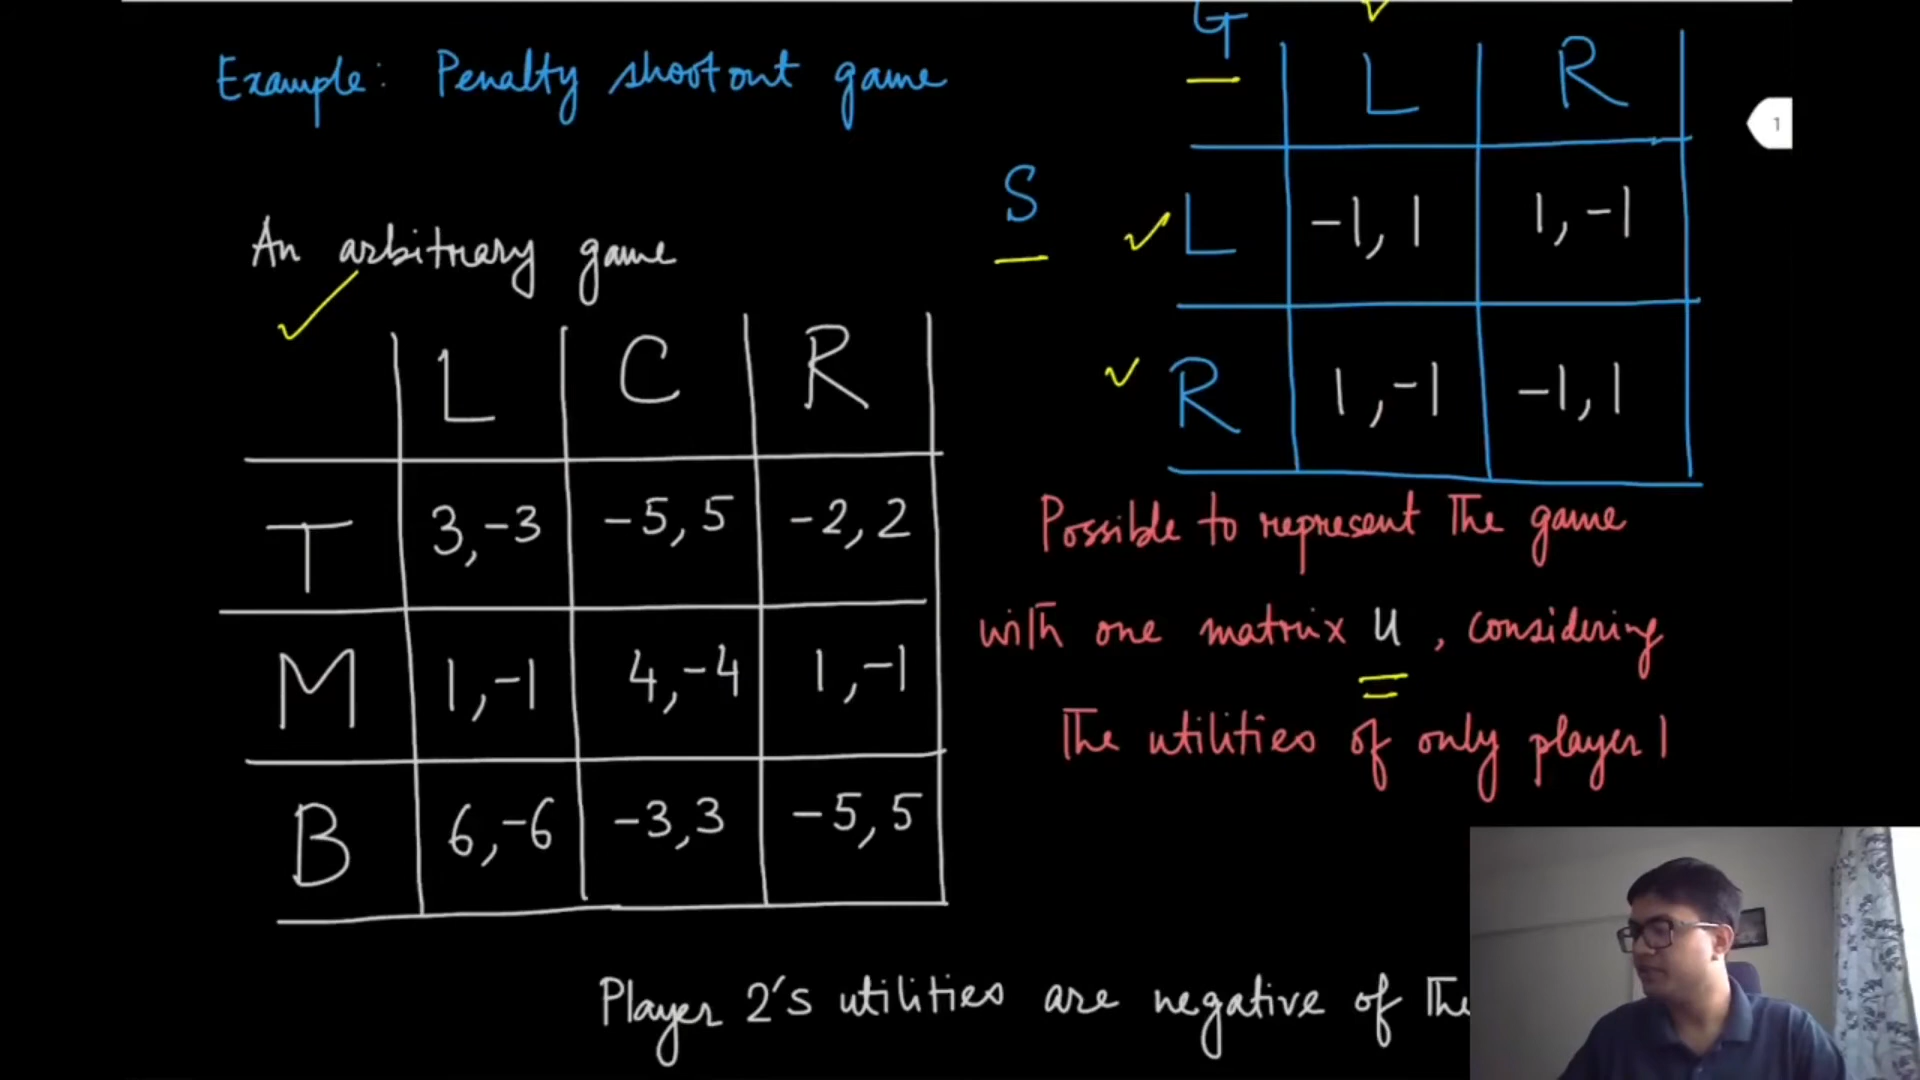 Example: Penalty shootout game
G L R
S L -1, 1 1, -1
R 1, -1 -1, 1
An arbitrary game
L C R
T 3, -3 -5, 5 -2, 2
M 1, -1 4, -4 1, -1
B 6, -6 -3, 3 -5, 5
Possible to represent the game
with one matrix u, considering
the utilities of only player 1
Player 2's utilities are negative of the
1